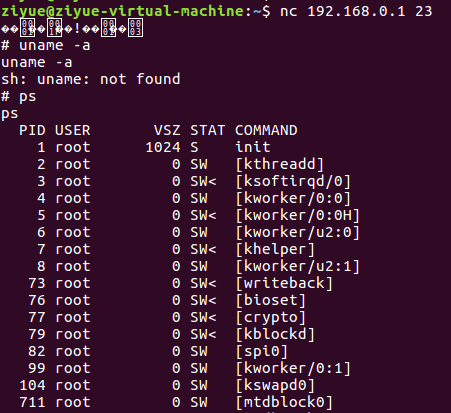 ziyue@ziyue-virtual-machine:~$ nc 192.168.0.1 23
��0001�� 001F��!��0001��0003
# uname -a
uname -a
sh: uname: not found
# ps
ps
  PID USER       VSZ STAT COMMAND
    1 root      1024 S    init
    2 root         0 SW   [kthreadd]
    3 root         0 SW<  [ksoftirqd/0]
    4 root         0 SW   [kworker/0:0]
    5 root         0 SW<  [kworker/0:0H]
    6 root         0 SW   [kworker/u2:0]
    7 root         0 SW<  [khelper]
    8 root         0 SW   [kworker/u2:1]
   73 root         0 SW<  [writeback]
   76 root         0 SW<  [bioset]
   77 root         0 SW<  [crypto]
   79 root         0 SW<  [kblockd]
   82 root         0 SW   [spi0]
   99 root         0 SW   [kworker/0:1]
  104 root         0 SW   [kswapd0]
  711 root         0 SW   [mtdblock0]